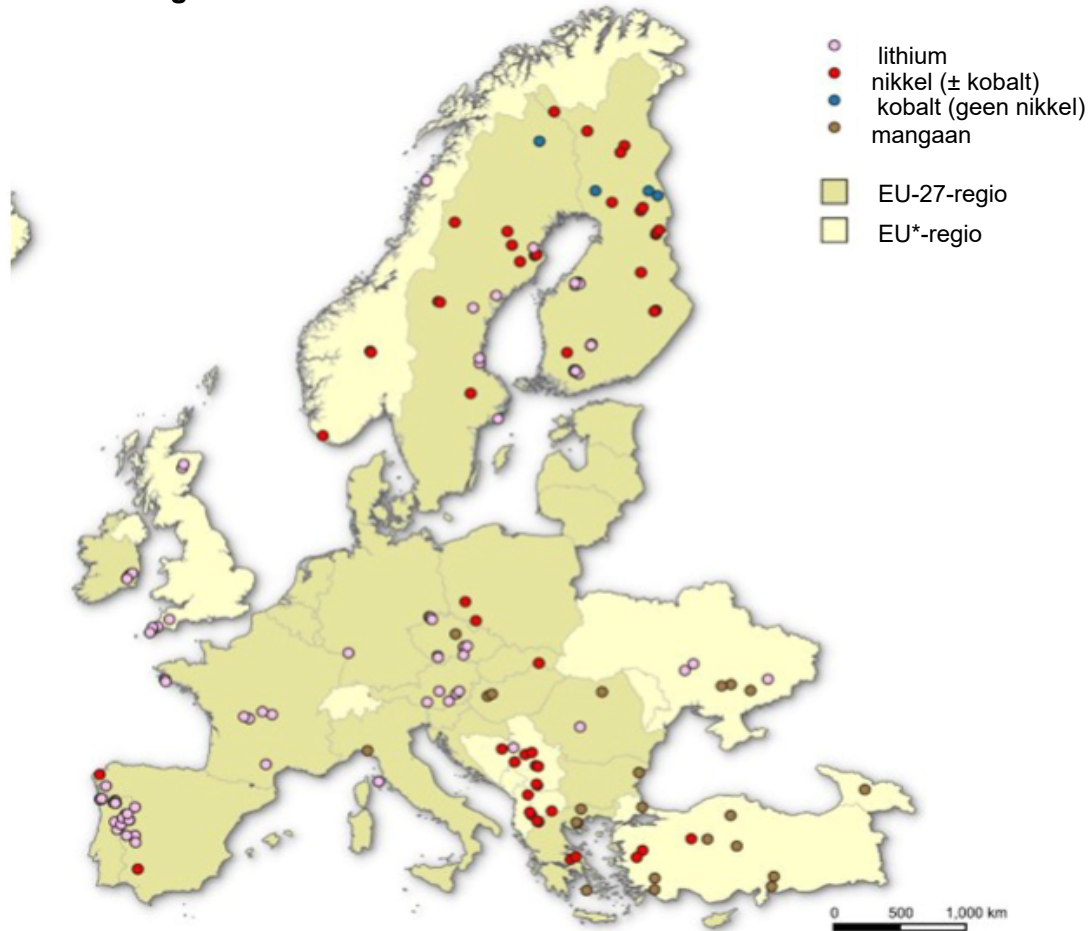 lithium
nikkel (± kobalt)
kobalt (geen nikkel)
mangaan
EU-27-regio
EU*-regio
0 500 1,000 km